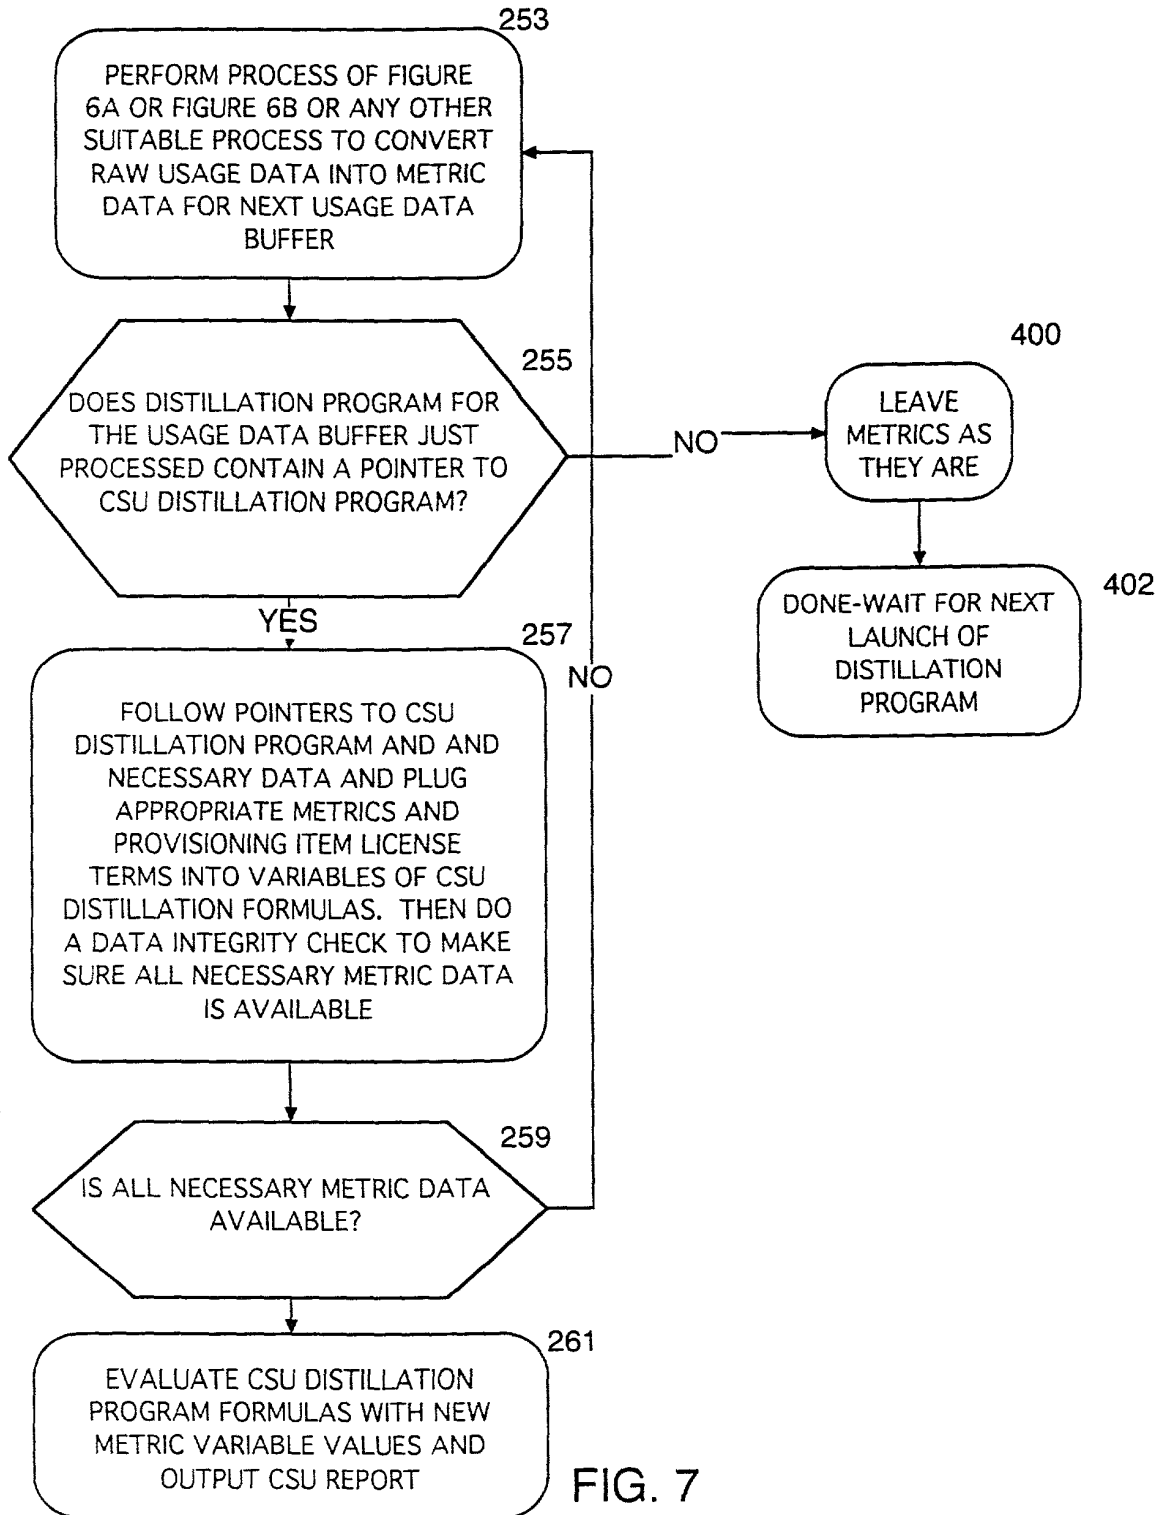 253
PERFORM PROCESS OF FIGURE
6A OR FIGURE 6B OR ANY OTHER
SUITABLE PROCESS TO CONVERT
RAW USAGE DATA INTO METRIC
DATA FOR NEXT USAGE DATA
BUFFER
255
DOES DISTILLATION PROGRAM FOR
THE USAGE DATA BUFFER JUST
PROCESSED CONTAIN A POINTER TO
CSU DISTILLATION PROGRAM?
NO
400
LEAVE
METRICS AS
THEY ARE
402
DONE-WAIT FOR NEXT
LAUNCH OF
DISTILLATION
PROGRAM
YES
257
NO
FOLLOW POINTERS TO CSU
DISTILLATION PROGRAM AND AND
NECESSARY DATA AND PLUG
APPROPRIATE METRICS AND
PROVISIONING ITEM LICENSE
TERMS INTO VARIABLES OF CSU
DISTILLATION FORMULAS. THEN DO
A DATA INTEGRITY CHECK TO MAKE
SURE ALL NECESSARY METRIC DATA
IS AVAILABLE
259
IS ALL NECESSARY METRIC DATA
AVAILABLE?
261
EVALUATE CSU DISTILLATION
PROGRAM FORMULAS WITH NEW
METRIC VARIABLE VALUES AND
OUTPUT CSU REPORT
FIG. 7